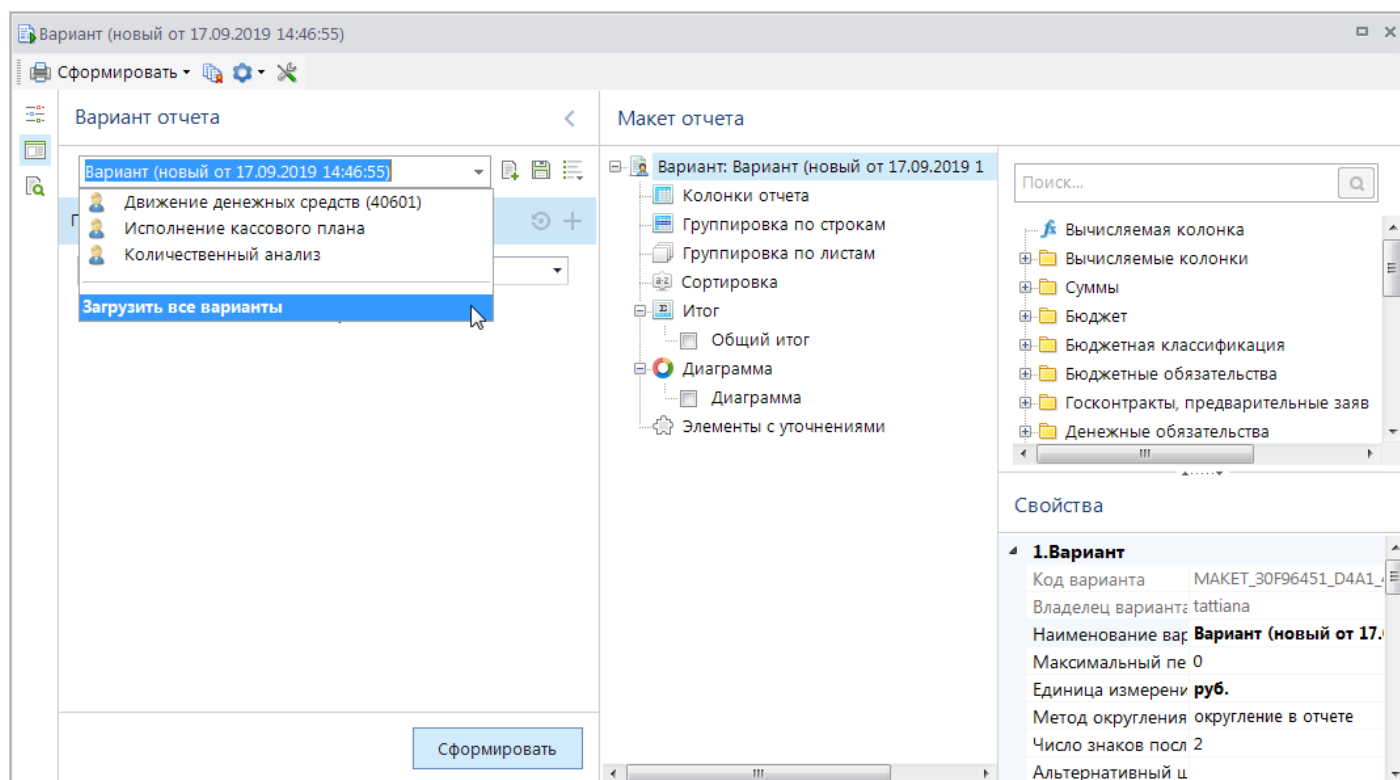 Вариант (новый от 17.09.2019 14:46:55)
Сформировать
Вариант отчета
Вариант (новый от 17.09.2019 14:46:55)
Движение денежных средств (40601)
Исполнение кассового плана
Количественный анализ
Загрузить все варианты
Сформировать
Макет отчета
Вариант: Вариант (новый от 17.09.2019 1
Колонки отчета
Группировка по строкам
Группировка по листам
Сортировка
Итог
Общий итог
Диаграмма
Диаграмма
Элементы с уточнениями
Поиск...
Вычисляемая колонка
Вычисляемые колонки
Суммы
Бюджет
Бюджетная классификация
Бюджетные обязательства
Госконтракты, предварительные заяв
Денежные обязательства
Свойства
1.Вариант
Код варианта MAKET_30F96451_D4A1_
Владелец варианта tattiana
Наименование вар Вариант (новый от 17.
Максимальный пе 0
Единица измерени руб.
Метод округления округление в отчете
Число знаков посл 2
Альтернативный ш